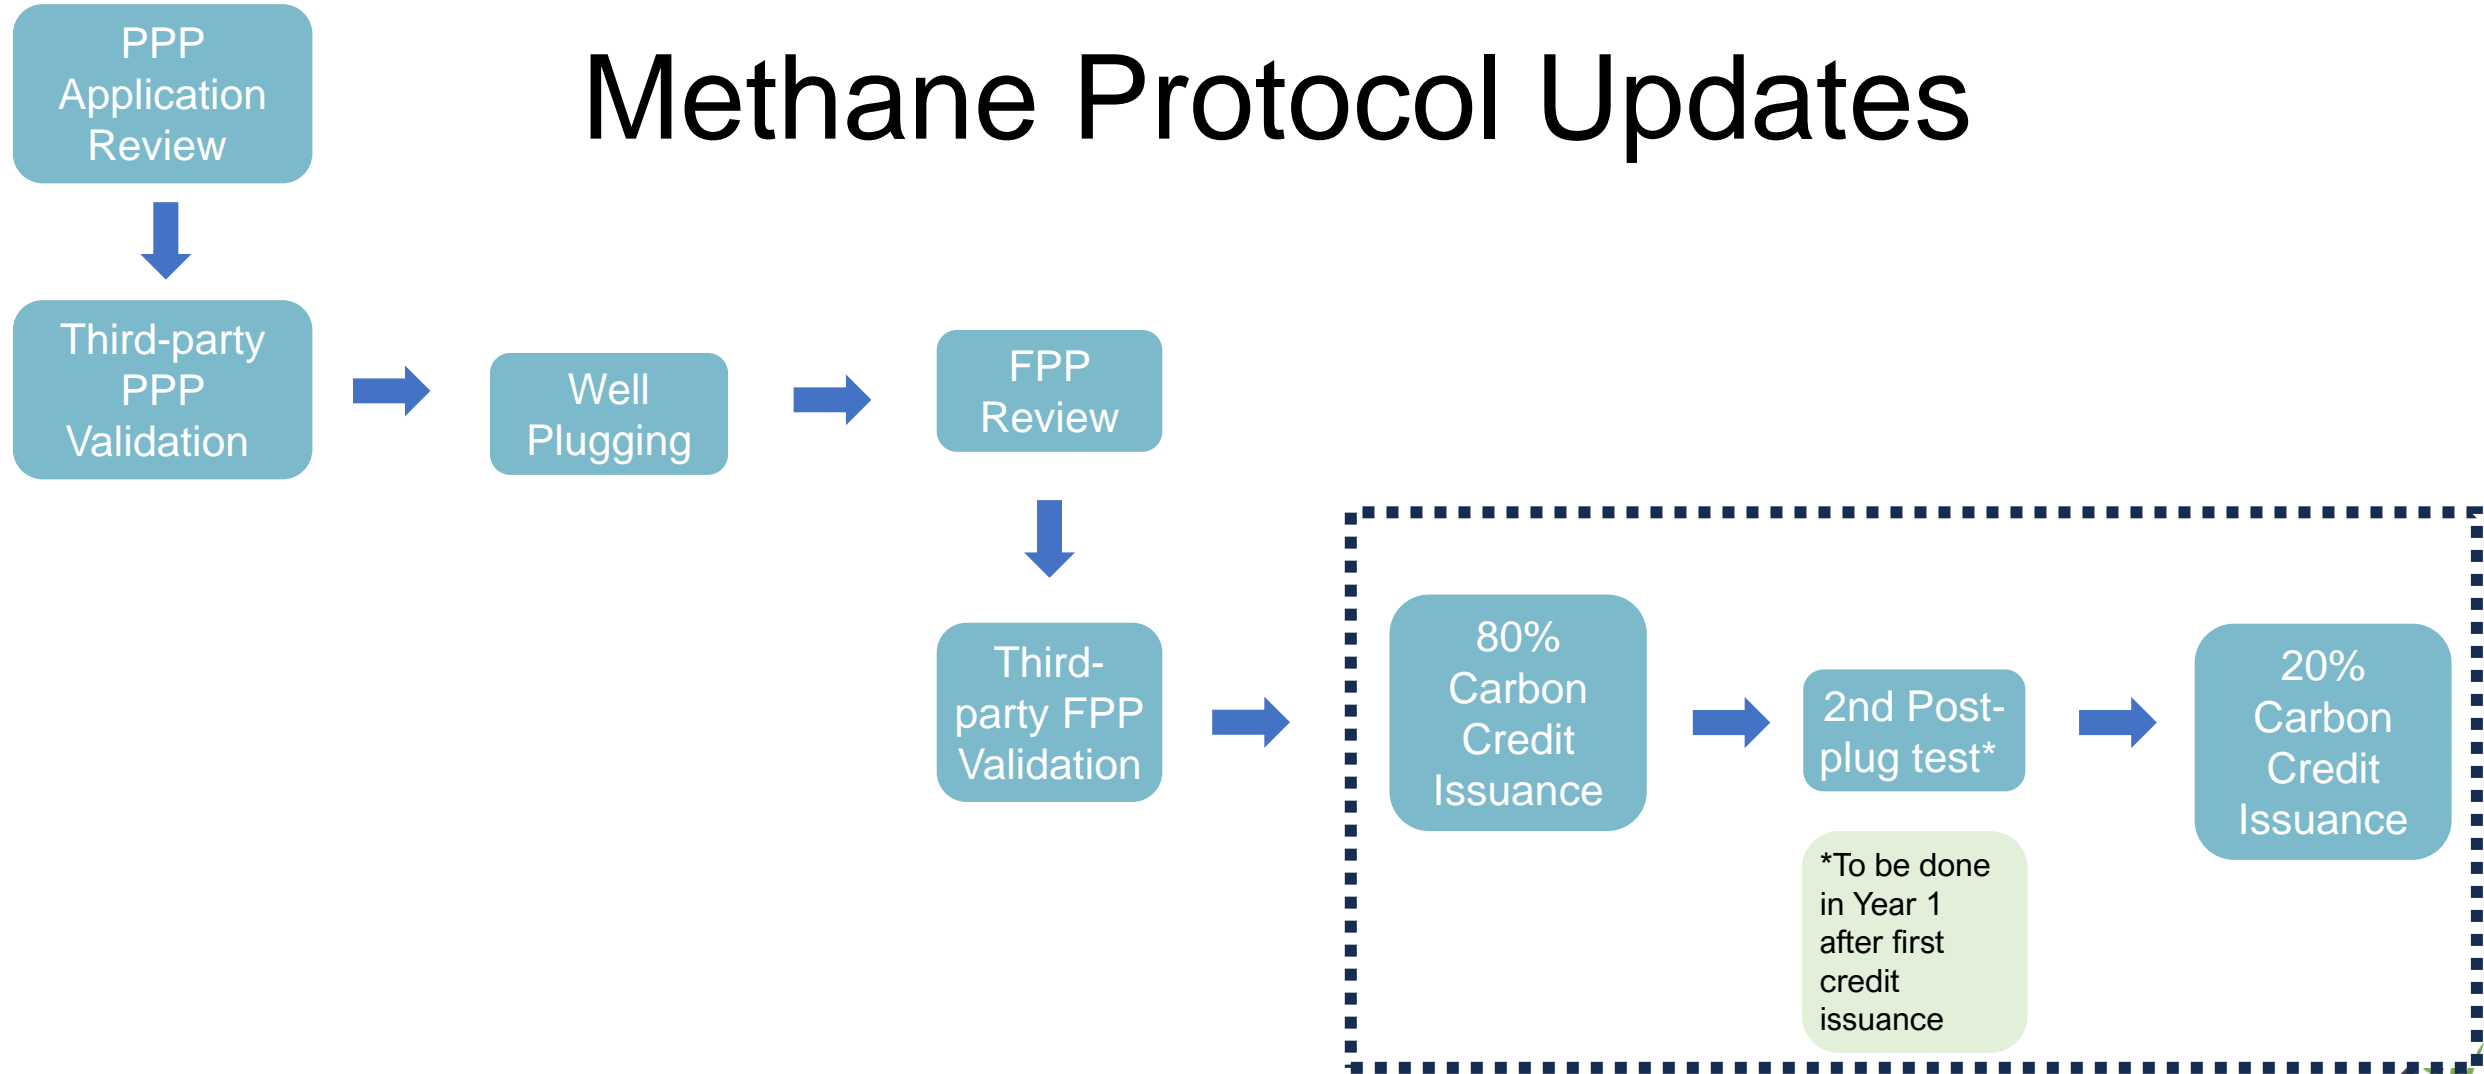 Methane Protocol Updates
PPP
Application
Review
Third-party
PPP
Validation
Well
Plugging
FPP
Review
Third-
party FPP
Validation
80%
Carbon
Credit
Issuance
2nd Post-
plug test*
*To be done
in Year 1
after first
credit
issuance
20%
Carbon
Credit
Issuance